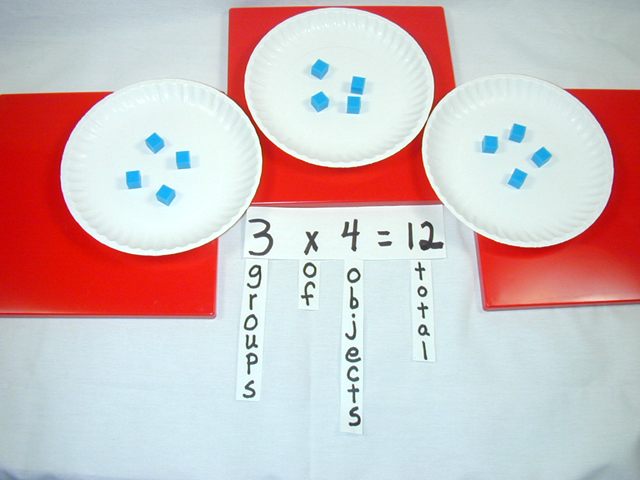 3 x 4 = 12
groups
of
objects
total